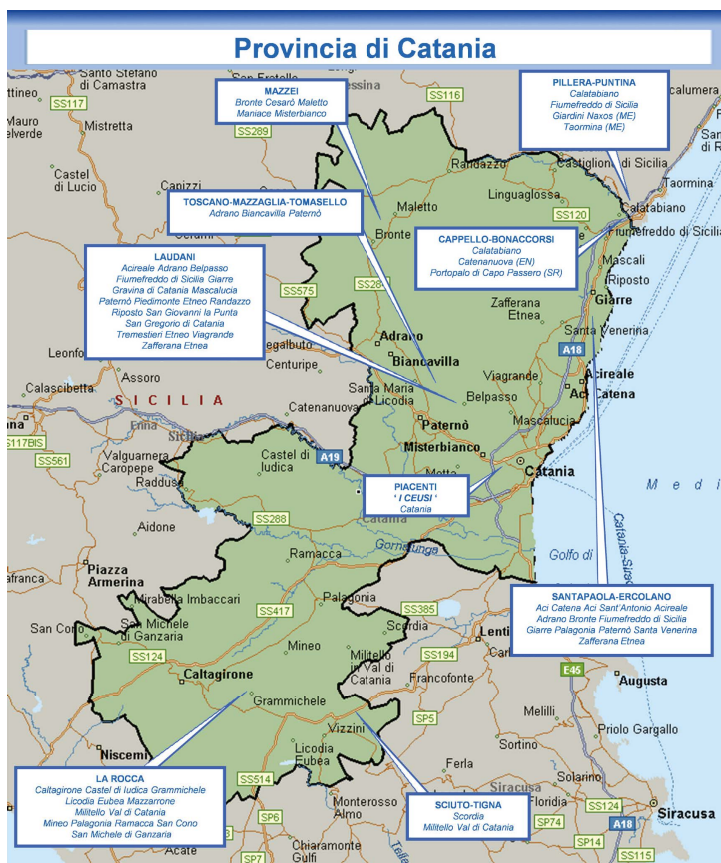 Provincia di Catania
Santo Stefano
di Camastra
San Fratello
SS117
Mistretta
SS289
SS116
Castel
di Lucio
Capizzi
MAZZEI
Bronte Cesarò Maletto
Maniace Misterbianco
PILLERA-PUNTINA
Calatabiano
Fiumefreddo di Sicilia
Giardini Naxos (ME)
Taormina (ME)
Randazzo
Castiglione di Sicilia
Linguaglossa
Taormina
Calatabiano
SS120
Fiumefreddo di Sicilia
TOSCANO-MAZZAGLIA-TOMASELLO
Adrano Biancavilla Paternò
Maletto
Bronte
CAPPELLO-BONACCORSI
Calatabiano
Catenanuova (EN)
Portopalo di Capo Passero (SR)
LAUDANI
Acireale Adrano Belpasso
Fiumefreddo di Sicilia Giarre
Gravina di Catania Mascalucia
Paternò Piedimonte Etneo Randazzo
Riposto San Giovanni la Punta
San Gregorio di Catania
Tremestieri Etneo Viagrande
Zafferana Etnea
SS575
Mascali
Riposto
Giarre
Zafferana
Etnea
Santa Venerina
A18
Adrano
Biancavilla
Centuripe
Assoro
Calascibetta
SICILIA
Santa Maria
di Licodia
Catenanuova
Viagrande
Belpasso
Acireale
Aci Catena
Mascalucia
Paternò
Misterbianco
Catania
Enna
SS117BIS
SS561
Valguarnera
Caropepe
Raddusa
Castel di
Iudica
A19
PIACENTI
' I CEUSI '
Catania
Catania
Aidone
SS288
Gornalunga
Golfo di
Medi
Piazza
Armerina
Ramacca
Mirabella Imbaccari
SS417
Palagonia
SS385
San Michele
di Ganzaria
San Cono
Scordia
Mineo
Militello
in Val di
Catania
SS194
SS124
Caltagirone
Francofonte
Grammichele
SANTAPAOLA-ERCOLANO
Aci Catena Aci Sant'Antonio Acireale
Adrano Bronte Fiumefreddo di Sicilia
Giarre Palagonia Paternò Santa Venerina
Zafferana Etnea
E45
Augusta
Melilli
SP5
Vizzini
Priolo Gargallo
Niscemi
Licodia
Eubea
Sortino
Ferla
Solarino
Siracusa
Floridia
SS124
Siracusa
SS514
LA ROCCA
Caltagirone Castel di Iudica Grammichele
Licodia Eubea Mazzarrone
Militello Val di Catania
Mineo Palagonia Ramacca San Cono
San Michele di Ganzaria
SCIUTO-TIGNA
Scordia
Militello Val di Catania
Monterosso
Almo
SP6
SP74
A18
SP14
Acate
SP7
Chiaramonte
Gulfi
SS115